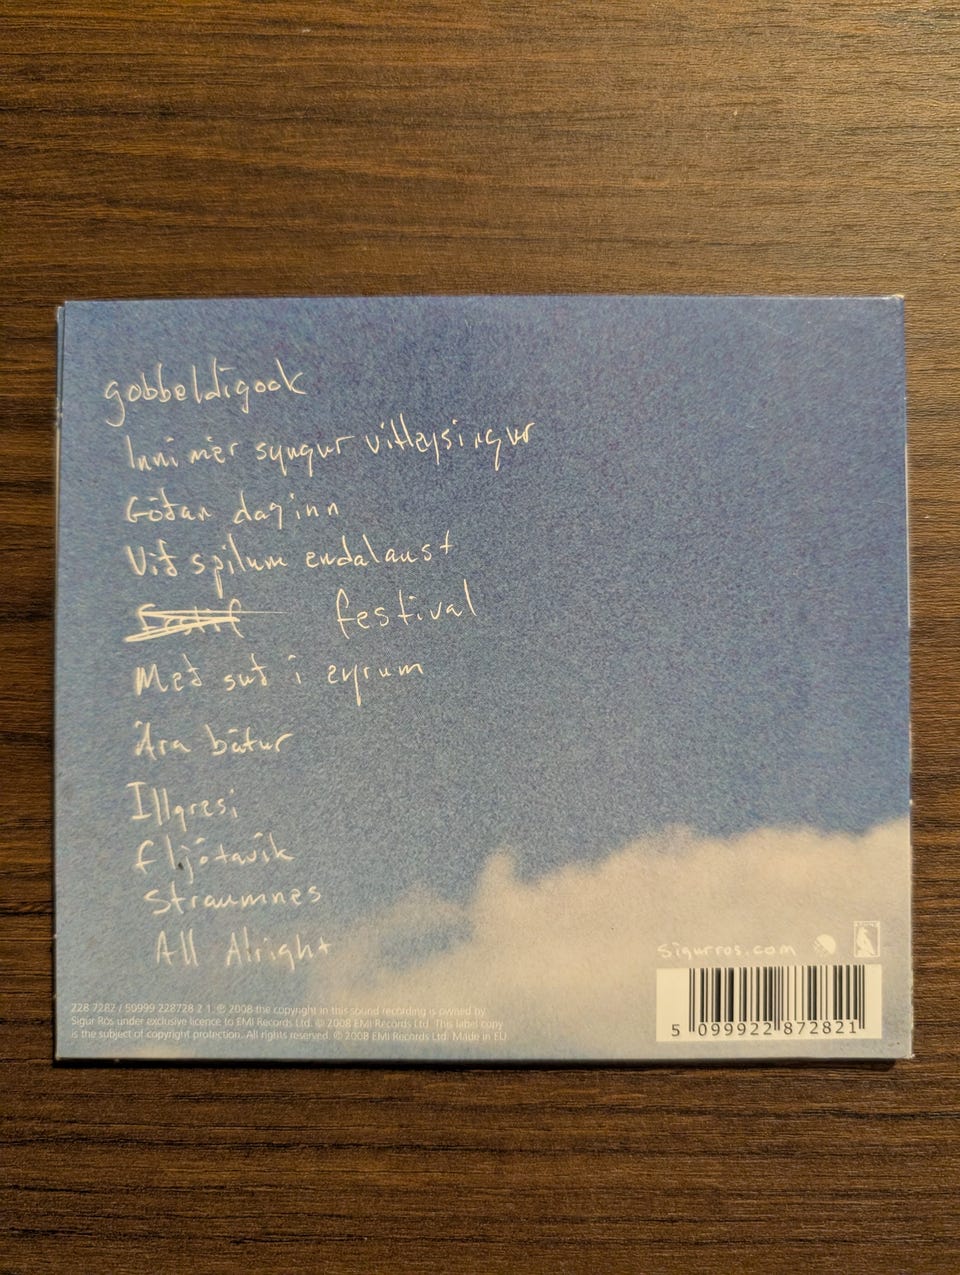 gobbeldigook
Inní mér syngur vitleysingur
Góðan daginn
Við spilum endalaust
Festif festival
Með suð í eyrum
Ára bátur
Illgresi
fljótavík
Straumnes
All Alright
sigurros.com
228 7282 / 50999 228728 2 1. ℗ 2008 the copyright in this sound recording is owned by
Sigur Rós under exclusive licence to EMI Records Ltd. © 2008 EMI Records Ltd. This label copy
is the subject of copyright protection. All rights reserved. © 2008 EMI Records Ltd. Made in EU
5 099922 872821